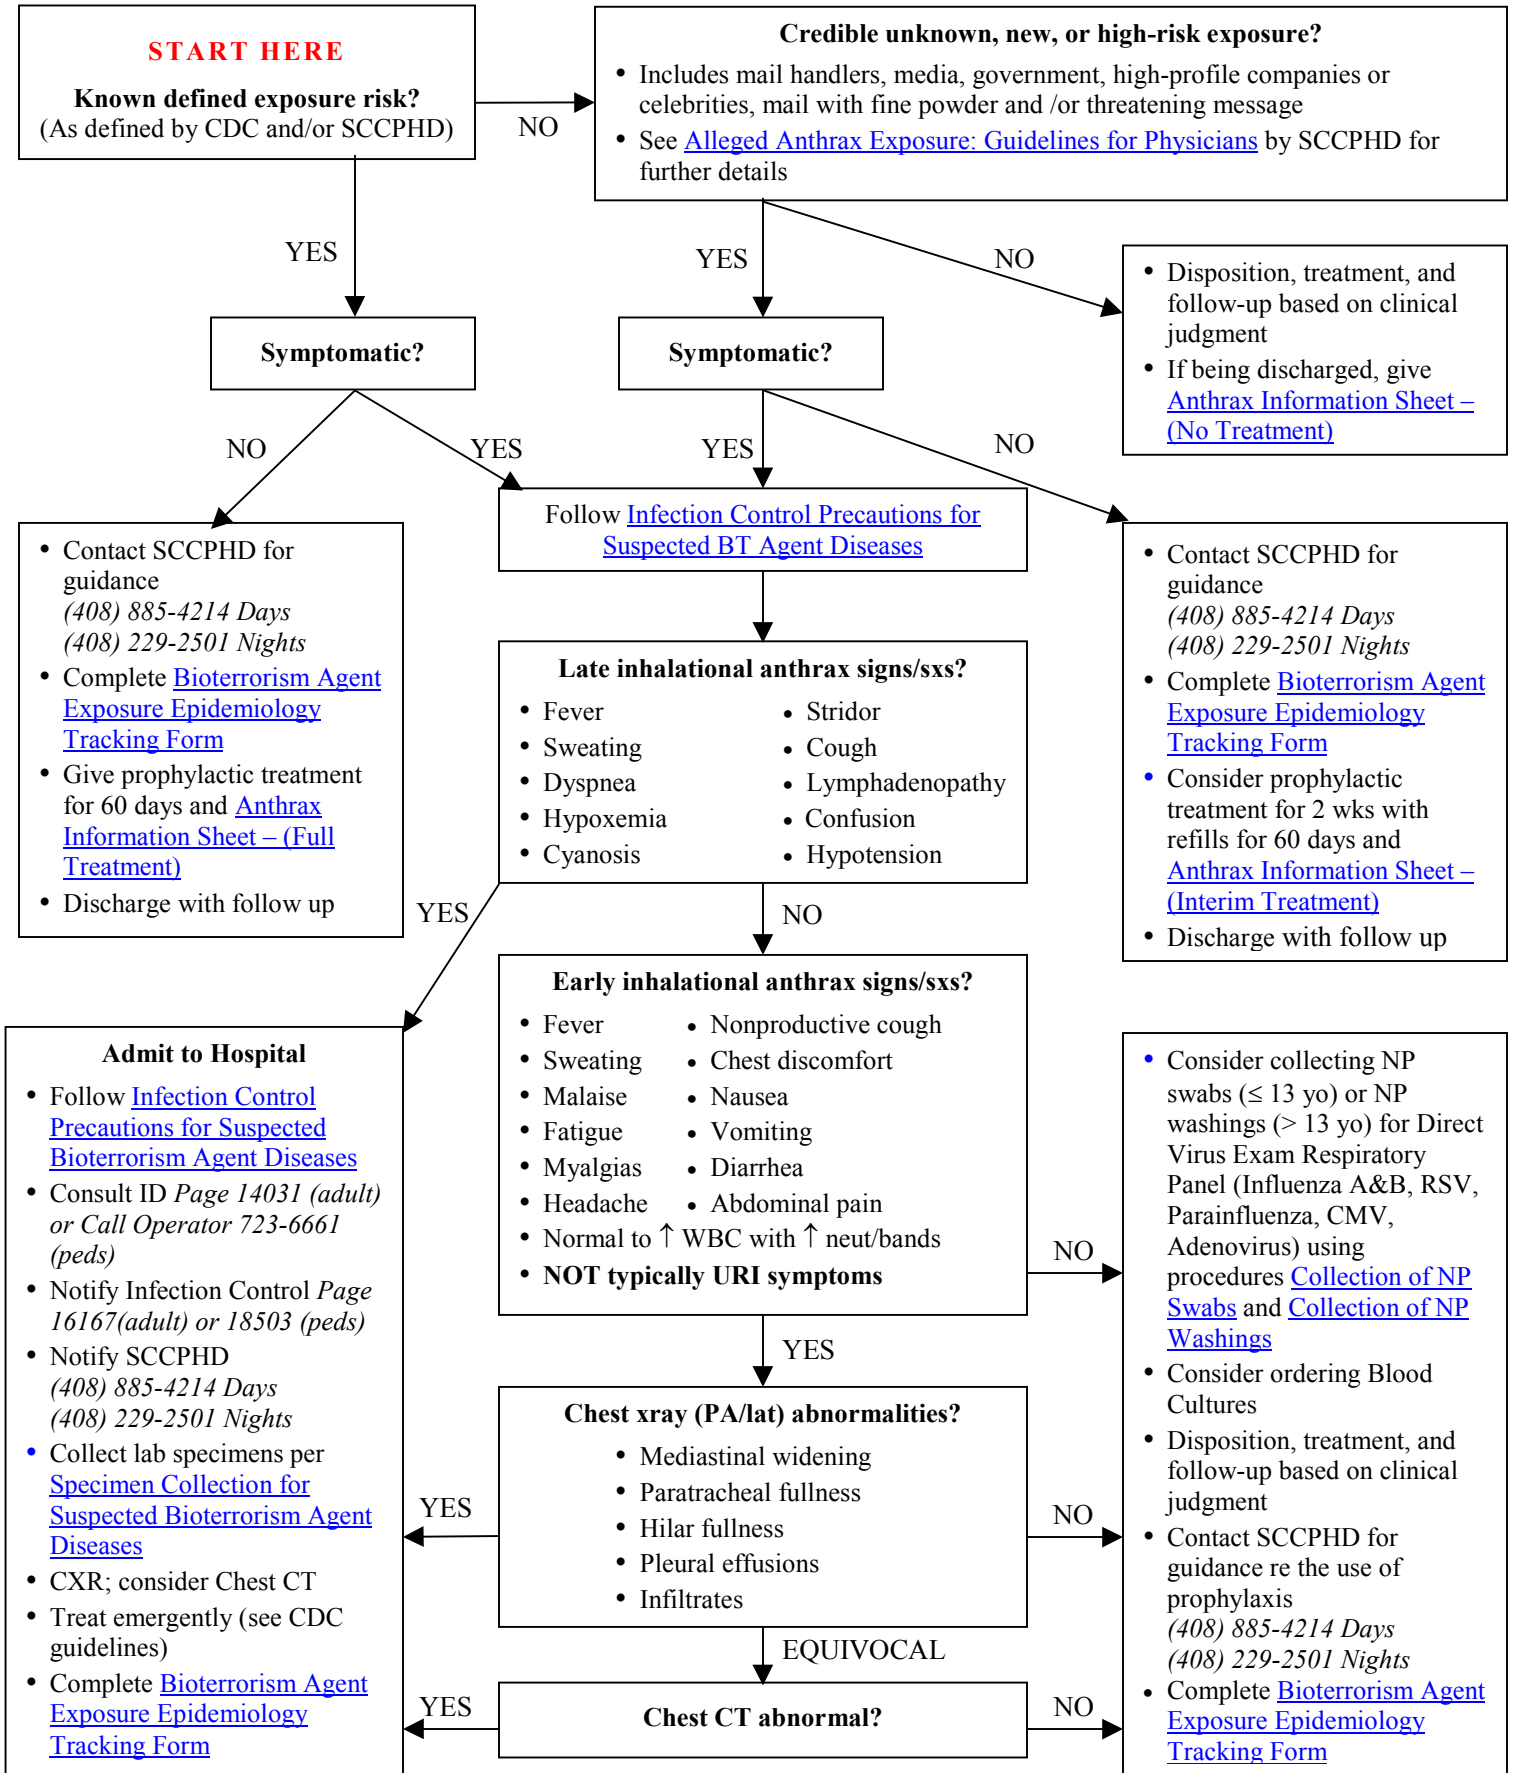 START HERE
Known defined exposure risk?
(As defined by CDC and/or SCCPHD)
NO
Credible unknown, new, or high-risk exposure?
• Includes mail handlers, media, government, high-profile companies or
celebrities, mail with fine powder and /or threatening message
• See Alleged Anthrax Exposure: Guidelines for Physicians by SCCPHD for
further details
YES
YES
NO
• Disposition, treatment, and
follow-up based on clinical
judgment
• If being discharged, give
Anthrax Information Sheet –
(No Treatment)
Symptomatic?
Symptomatic?
NO
YES
YES
NO
Follow Infection Control Precautions for
Suspected BT Agent Diseases
• Contact SCCPHD for
guidance
(408) 885-4214 Days
(408) 229-2501 Nights
• Complete Bioterrorism Agent
Exposure Epidemiology
Tracking Form
• Give prophylactic treatment
for 60 days and Anthrax
Information Sheet – (Full
Treatment)
• Discharge with follow up
• Contact SCCPHD for
guidance
(408) 885-4214 Days
(408) 229-2501 Nights
• Complete Bioterrorism Agent
Exposure Epidemiology
Tracking Form
• Consider prophylactic
treatment for 2 wks with
refills for 60 days and
Anthrax Information Sheet –
(Interim Treatment)
• Discharge with follow up
Late inhalational anthrax signs/sxs?
• Fever
• Sweating
• Dyspnea
• Hypoxemia
• Cyanosis
• Stridor
• Cough
• Lymphadenopathy
• Confusion
• Hypotension
YES
NO
Early inhalational anthrax signs/sxs?
• Fever
• Sweating
• Malaise
• Fatigue
• Myalgias
• Headache
• Nonproductive cough
• Chest discomfort
• Nausea
• Vomiting
• Diarrhea
• Abdominal pain
• Normal to ↑ WBC with ↑ neut/bands
• NOT typically URI symptoms
NO
YES
Admit to Hospital
• Follow Infection Control
Precautions for Suspected
Bioterrorism Agent Diseases
• Consult ID Page 14031 (adult)
or Call Operator 723-6661
(peds)
• Notify Infection Control Page
16167(adult) or 18503 (peds)
• Notify SCCPHD
(408) 885-4214 Days
(408) 229-2501 Nights
• Collect lab specimens per
Specimen Collection for
Suspected Bioterrorism Agent
Diseases
• CXR; consider Chest CT
• Treat emergently (see CDC
guidelines)
• Complete Bioterrorism Agent
Exposure Epidemiology
Tracking Form
Chest xray (PA/lat) abnormalities?
• Mediastinal widening
• Paratracheal fullness
• Hilar fullness
• Pleural effusions
• Infiltrates
YES
NO
EQUIVOCAL
Chest CT abnormal?
YES
NO
• Consider collecting NP
swabs (≤ 13 yo) or NP
washings (> 13 yo) for Direct
Virus Exam Respiratory
Panel (Influenza A&B, RSV,
Parainfluenza, CMV,
Adenovirus) using
procedures Collection of NP
Swabs and Collection of NP
Washings
• Consider ordering Blood
Cultures
• Disposition, treatment, and
follow-up based on clinical
judgment
• Contact SCCPHD for
guidance re the use of
prophylaxis
(408) 885-4214 Days
(408) 229-2501 Nights
• Complete Bioterrorism Agent
Exposure Epidemiology
Tracking Form